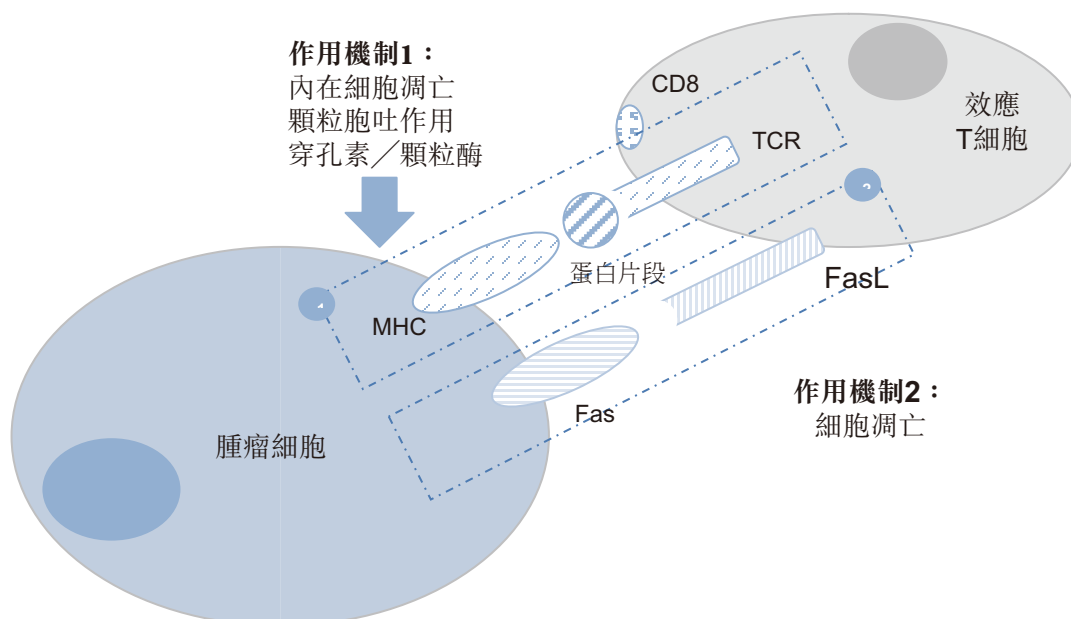 作用機制1：
內在細胞凋亡
顆粒胞吐作用
穿孔素／顆粒酶
CD8
TCR
效應
T細胞
蛋白片段
FasL
MHC
Fas
作用機制2：
細胞凋亡
腫瘤細胞